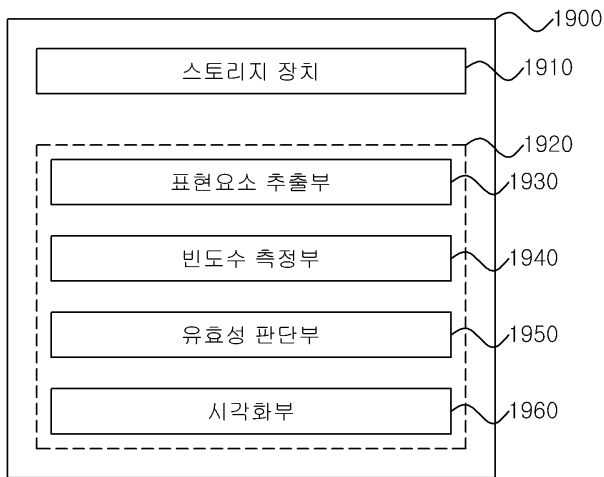 1900
스토리지 장치
1910
1920
표현요소 추출부
1930
빈도수 측정부
1940
유효성 판단부
1950
시각화부
1960